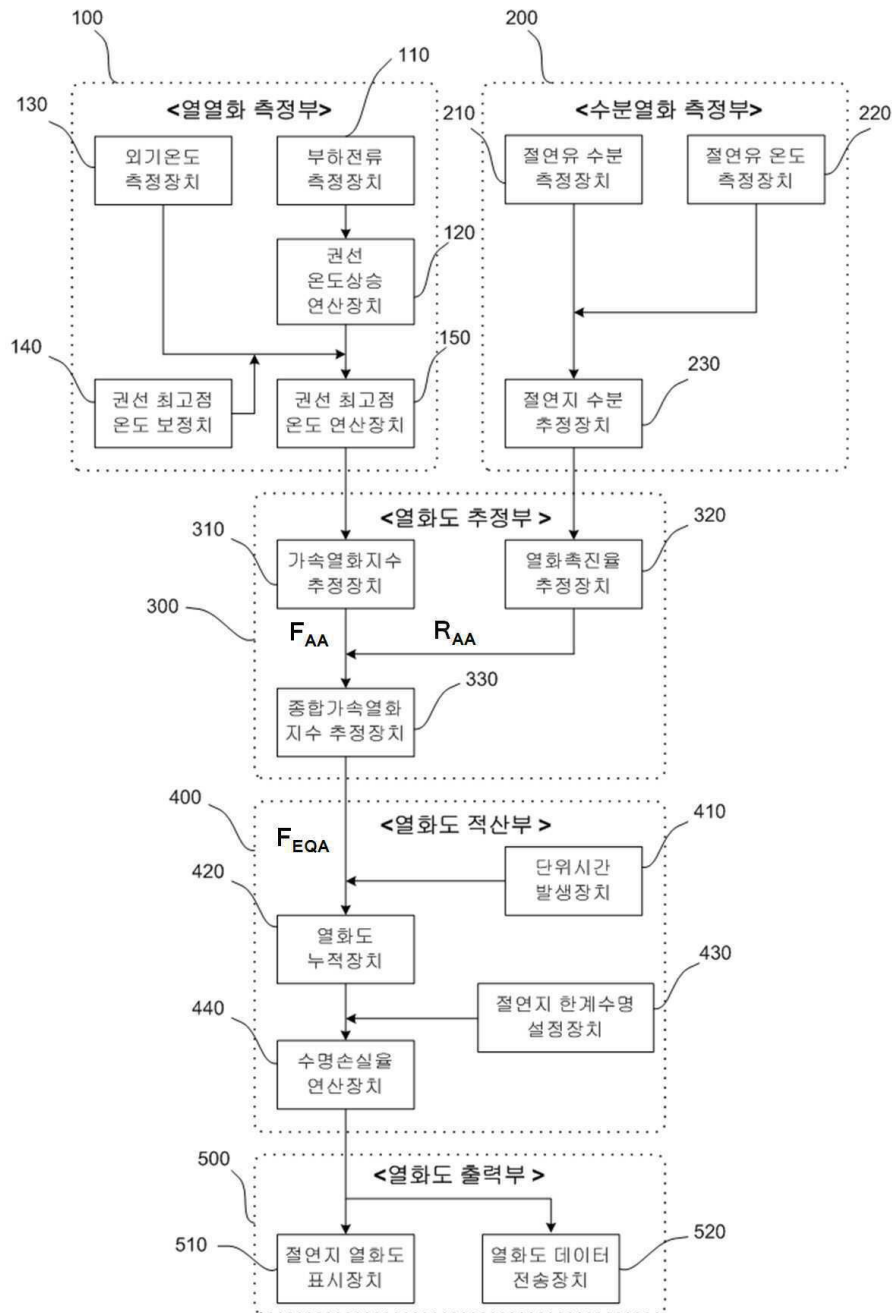 100
200
110
130
<열열화 측정부>
<수분열화 측정부>
210
220
외기온도
측정장치
부하전류
측정장치
절연유 수분
측정장치
절연유 온도
측정장치
120
권선
온도상승
연산장치
140
150
230
권선 최고점
온도 보정치
권선 최고점
온도 연산장치
절연지 수분
추정장치
<열화도 추정부 >
310
320
가속열화지수
추정장치
열화촉진율
추정장치
300
F_AA
R_AA
330
종합가속열화
지수 추정장치
400
<열화도 적산부 >
410
F_EQA
420
단위시간
발생장치
열화도
누적장치
430
절연지 한계수명
설정장치
440
수명손실율
연산장치
500
<열화도 출력부 >
510
520
절연지 열화도
표시장치
열화도 데이터
전송장치